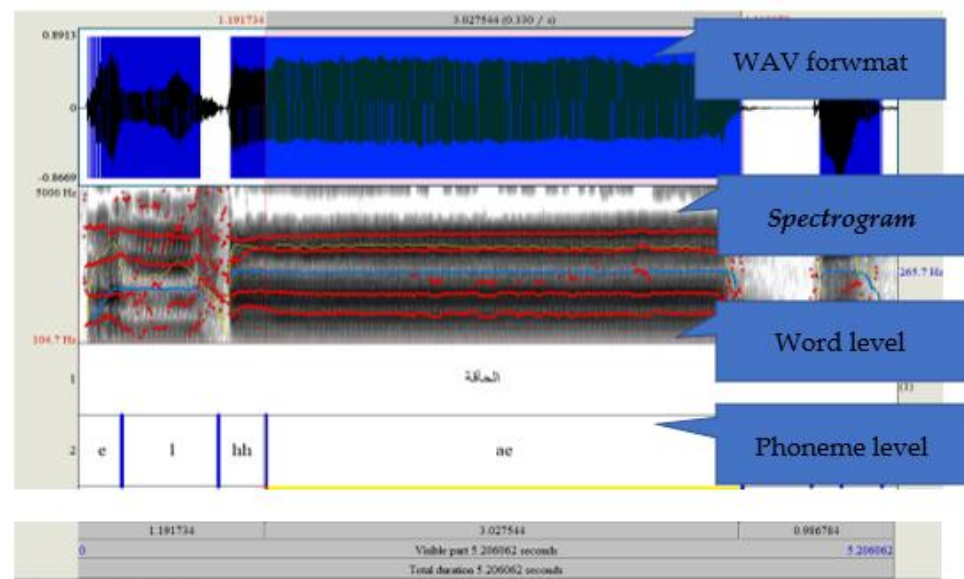 1.191734 3.027544 (0.330 / s)
0.8913
WAV forwmat
0
-0.8669
5000 Hz
Spectrogram
265.7 Hz
104.7 Hz
Word level
1 الحاقة (1)
Phoneme level
2 e l hh ae
1.191734 3.027544 0.986784
0 Visible part 5.206062 seconds 5.206062
Total duration 5.206062 seconds